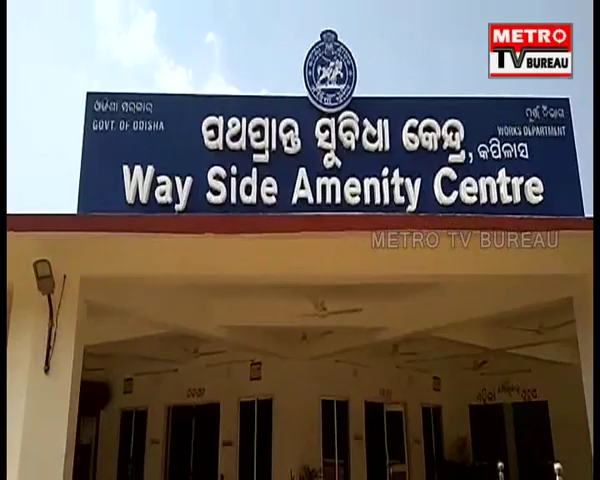 METRO
TV BUREAU
ଓଡ଼ିଶା ସରକାର
GOVT. OF ODISHA
ପୂର୍ତ୍ତ ବିଭାଗ
WORKS DEPARTMENT
ପଥପ୍ରାନ୍ତ ସୁବିଧା କେନ୍ଦ୍ର, କପିଳାସ
Way Side Amenity Centre
METRO TV BUREAU